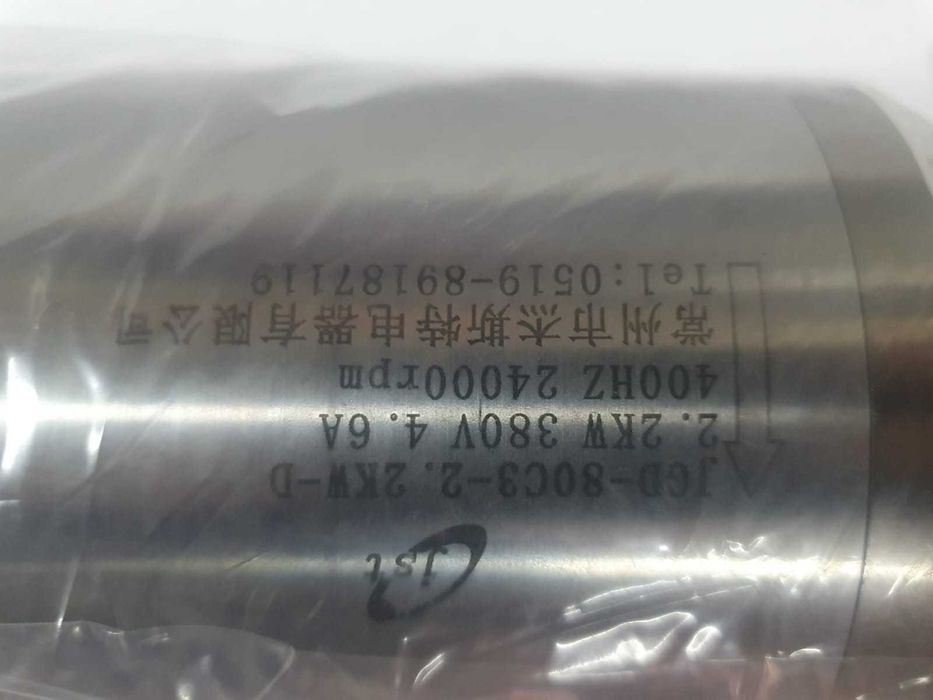 jst
JGD-80C3-2.2KW-D
2.2KW 380V 4.6A
400HZ 24000rpm
常州市杰斯特电器有限公司
Tel:0519-89187119